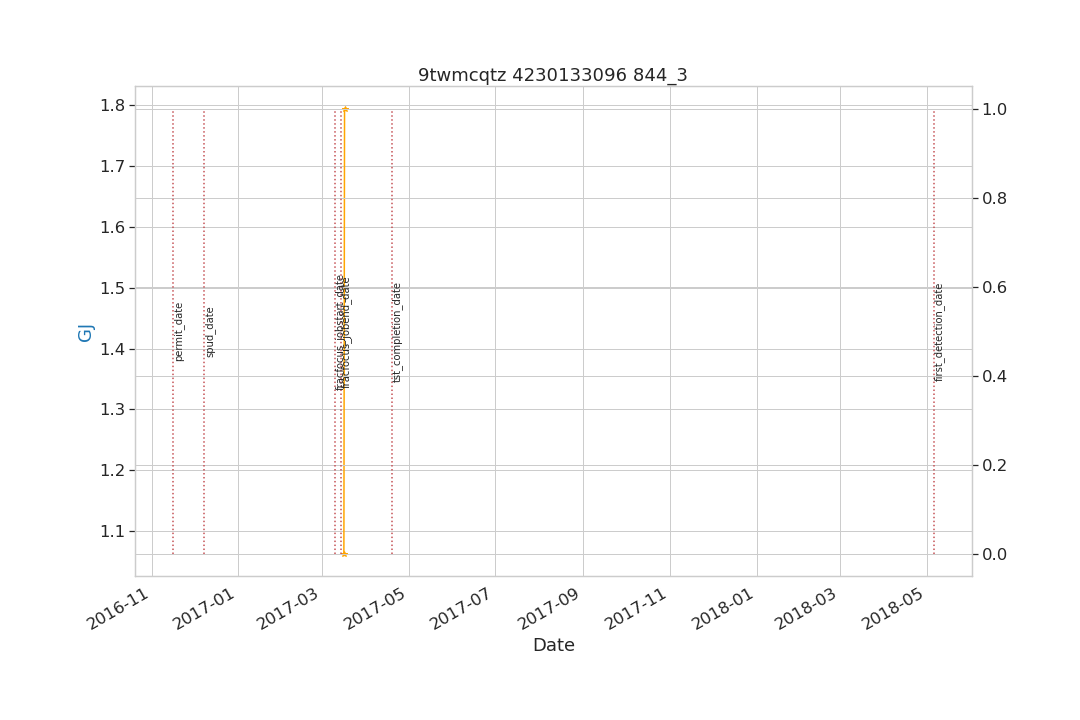 9twmcqtz 4230133096 844_3
1.8
1.7
1.6
1.5
1.4
1.3
1.2
1.1
GJ
1.0
0.8
0.6
0.4
0.2
0.0
permit_date
spud_date
fracfocus_jobstart_date
fracfocus_jobend_date
tst_completion_date
first_detection_date
2016-11
2017-01
2017-03
2017-05
2017-07
2017-09
2017-11
2018-01
2018-03
2018-05
Date